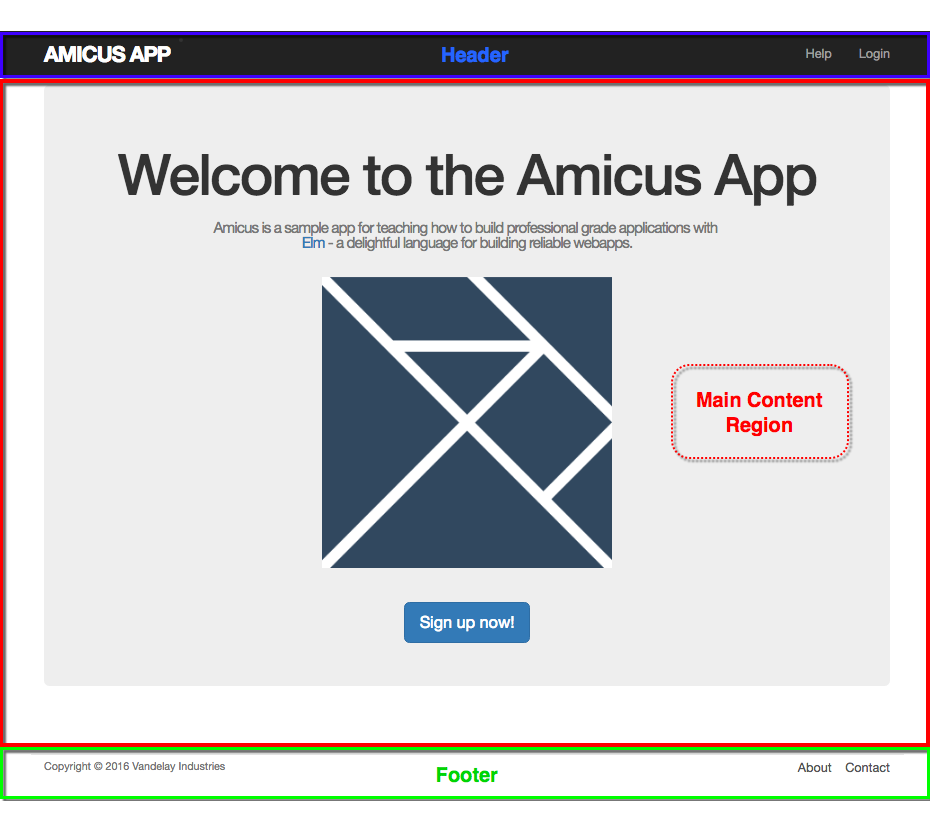 AMICUS APP
Header
Help
Login
Welcome to the Amicus App
Amicus is a sample app for teaching how to build professional grade applications with
Elm - a delightful language for building reliable webapps.
Main Content
Region
Sign up now!
Copyright © 2016 Vandelay Industries
Footer
About
Contact